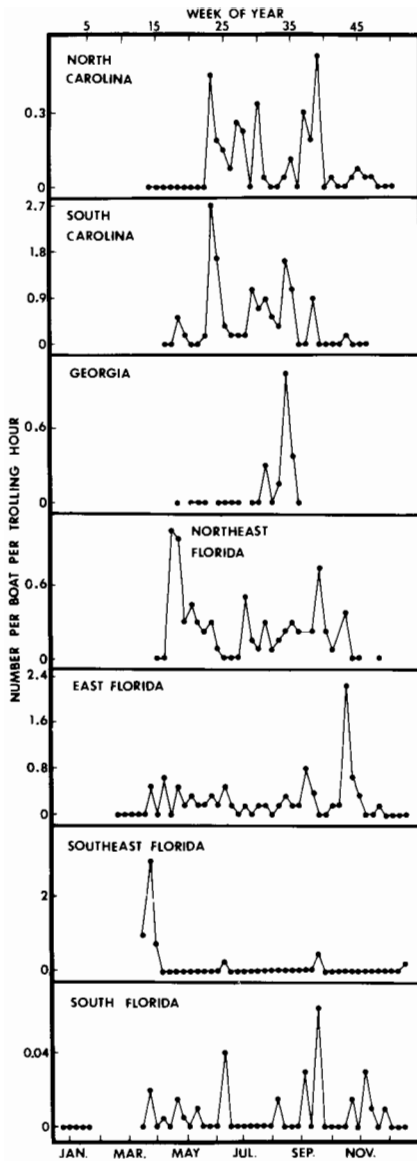 WEEK OF YEAR
5 15 25 35 45
NORTH
CAROLINA
0.3
0
2.7
SOUTH
CAROLINA
1.8
0.9
0
GEORGIA
0.6
0
NORTHEAST
FLORIDA
0.6
0
2.4
EAST FLORIDA
1.6
0.8
0
SOUTHEAST FLORIDA
2
0
SOUTH FLORIDA
0.04
0
JAN. MAR. MAY JUL. SEP. NOV.
NUMBER PER BOAT PER TROLLING HOUR